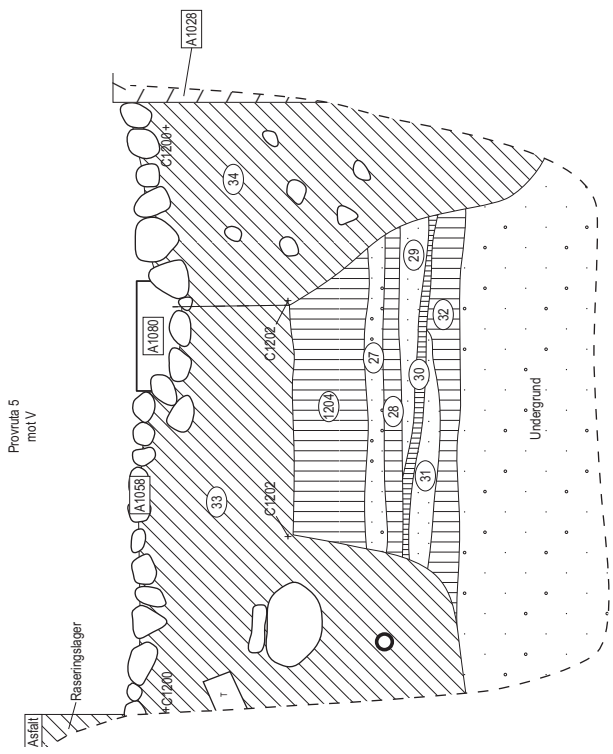 Provruta 5
mot V
Asfalt
Raseringslager
A1028
A1058
A1080
C1200
C1200
C1202
C1202
33
34
1204
27
28
29
30
31
32
T
Undergrund